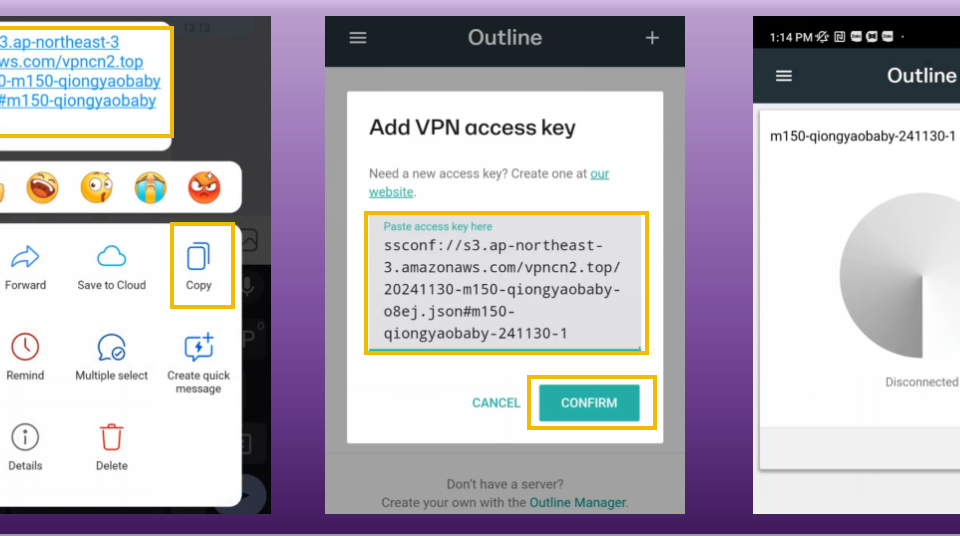 13:13
3.ap-northeast-3
ws.com/vpncn2.top
0-m150-qiongyaobaby
#m150-qiongyaobaby
Forward
Save to Cloud
Copy
Remind
Multiple select
Create quick
message
Details
Delete
Outline
Add VPN access key
Need a new access key? Create one at our
website.
Paste access key here
ssconf://s3.ap-northeast-
3.amazonaws.com/vpncn2.top/
20241130-m150-qiongyaobaby-
o8ej.json#m150-
qiongyaobaby-241130-1
CANCEL
CONFIRM
Don't have a server?
Create your own with the Outline Manager.
1:14 PM
Outline
m150-qiongyaobaby-241130-1
Disconnected